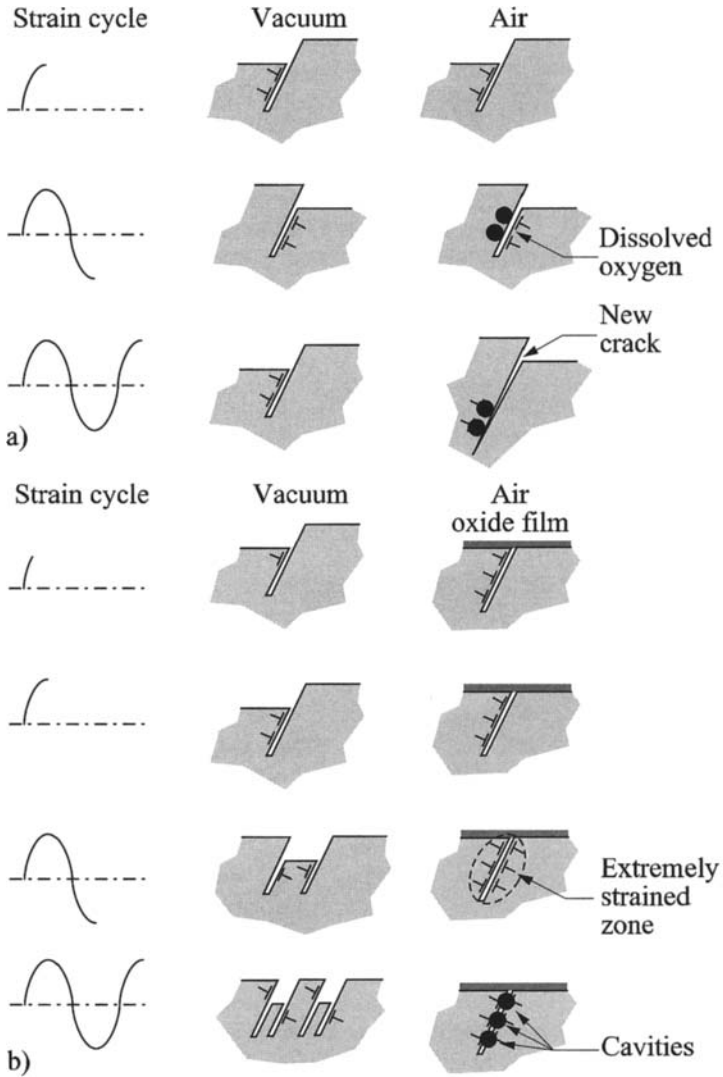 Strain cycle Vacuum Air
Dissolved
oxygen
New
crack
a)
Strain cycle Vacuum Air
oxide film
Extremely
strained
zone
Cavities
b)